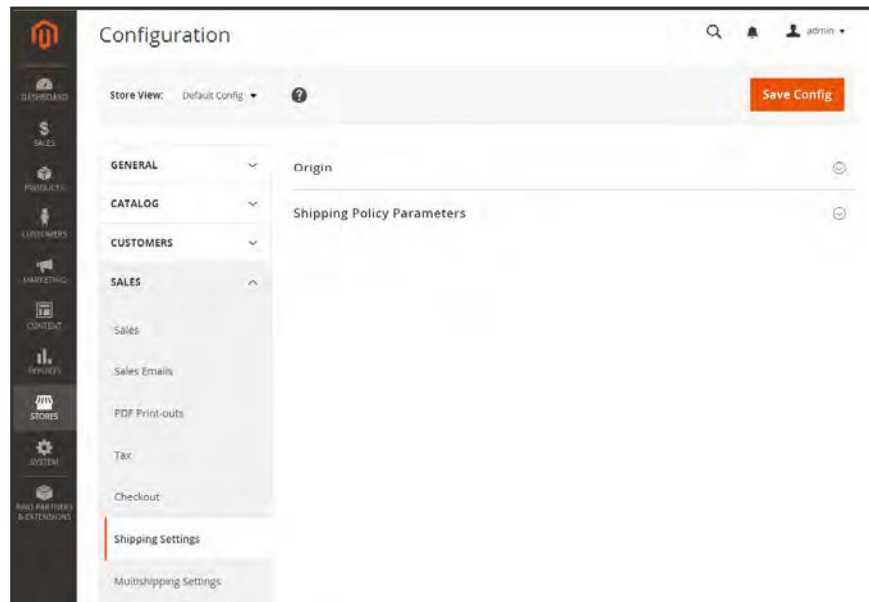 Configuration
admin
DASHBOARD
Store View: Default Config
Save Config
SALES
GENERAL
Origin
PRODUCTS
CATALOG
Shipping Policy Parameters
CUSTOMERS
CUSTOMERS
MARKETING
SALES
CONTENT
Sales
REPORTS
Sales Emails
STORES
PDF Print-outs
SYSTEM
Tax
Checkout
FIND PARTNERS
& EXTENSIONS
Shipping Settings
Multishipping Settings